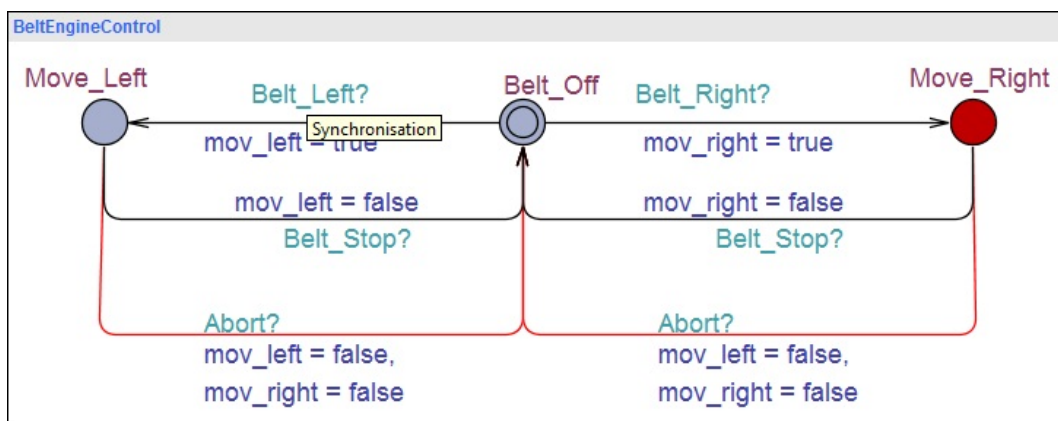 BeltEngineControl
Move_Left
Belt_Off
Move_Right
Belt_Left?
Belt_Right?
Synchronisation
mov_left = true
mov_right = true
mov_left = false
mov_right = false
Belt_Stop?
Belt_Stop?
Abort?
Abort?
mov_left = false,
mov_right = false
mov_left = false,
mov_right = false